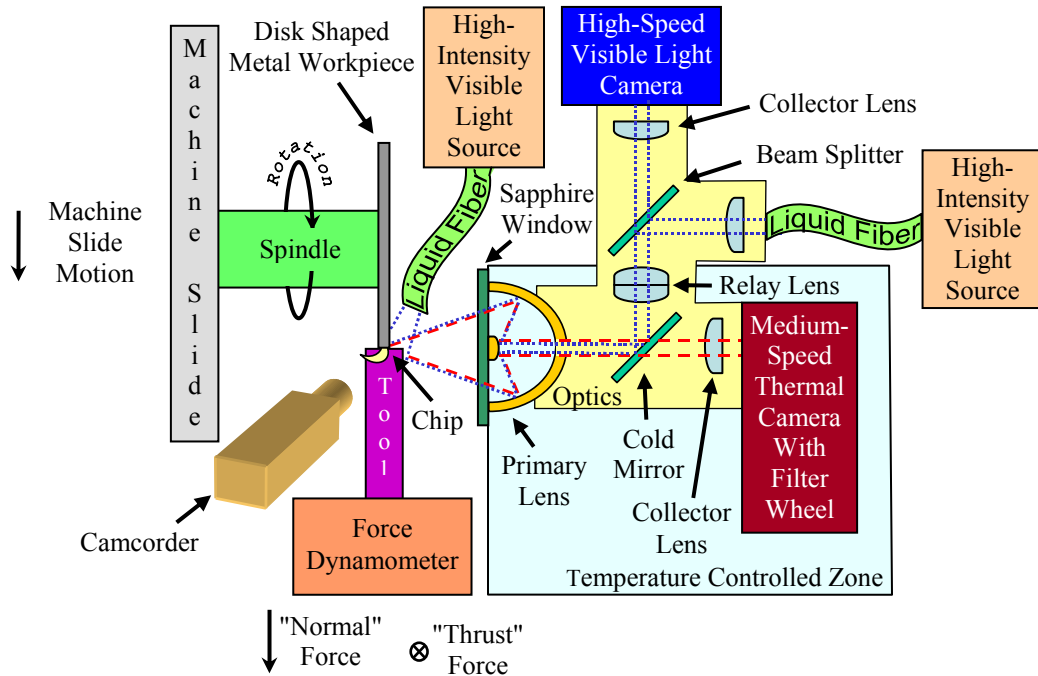 Machine Slide
Disk Shaped
Metal Workpiece
High-
Intensity
Visible
Light
Source
High-Speed
Visible Light
Camera
Collector Lens
Beam Splitter
High-
Intensity
Visible
Light
Source
Rotation
Sapphire
Window
Liquid Fiber
Liquid Fiber
Machine
Slide
Motion
Spindle
Relay Lens
Medium-
Speed
Thermal
Camera
With
Filter
Wheel
Optics
Tool
Chip
Primary
Lens
Cold
Mirror
Collector
Lens
Camcorder
Force
Dynamometer
Temperature Controlled Zone
"Normal"
Force
"Thrust"
Force